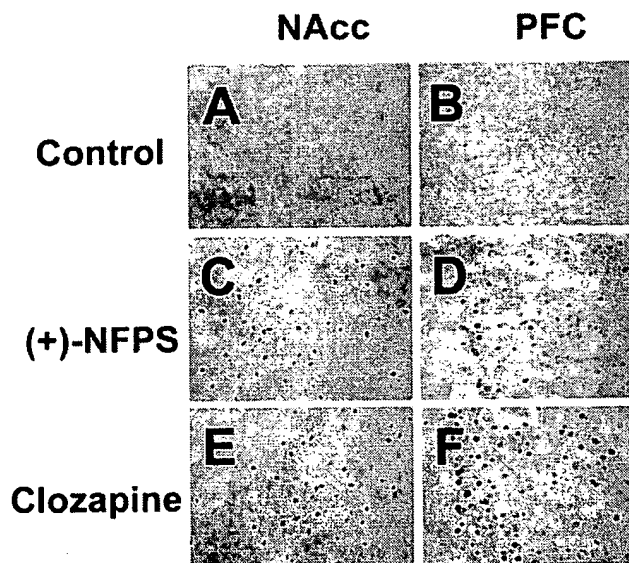 NAcc PFC
A B
Control
C D
(+)-NFPS
E F
Clozapine